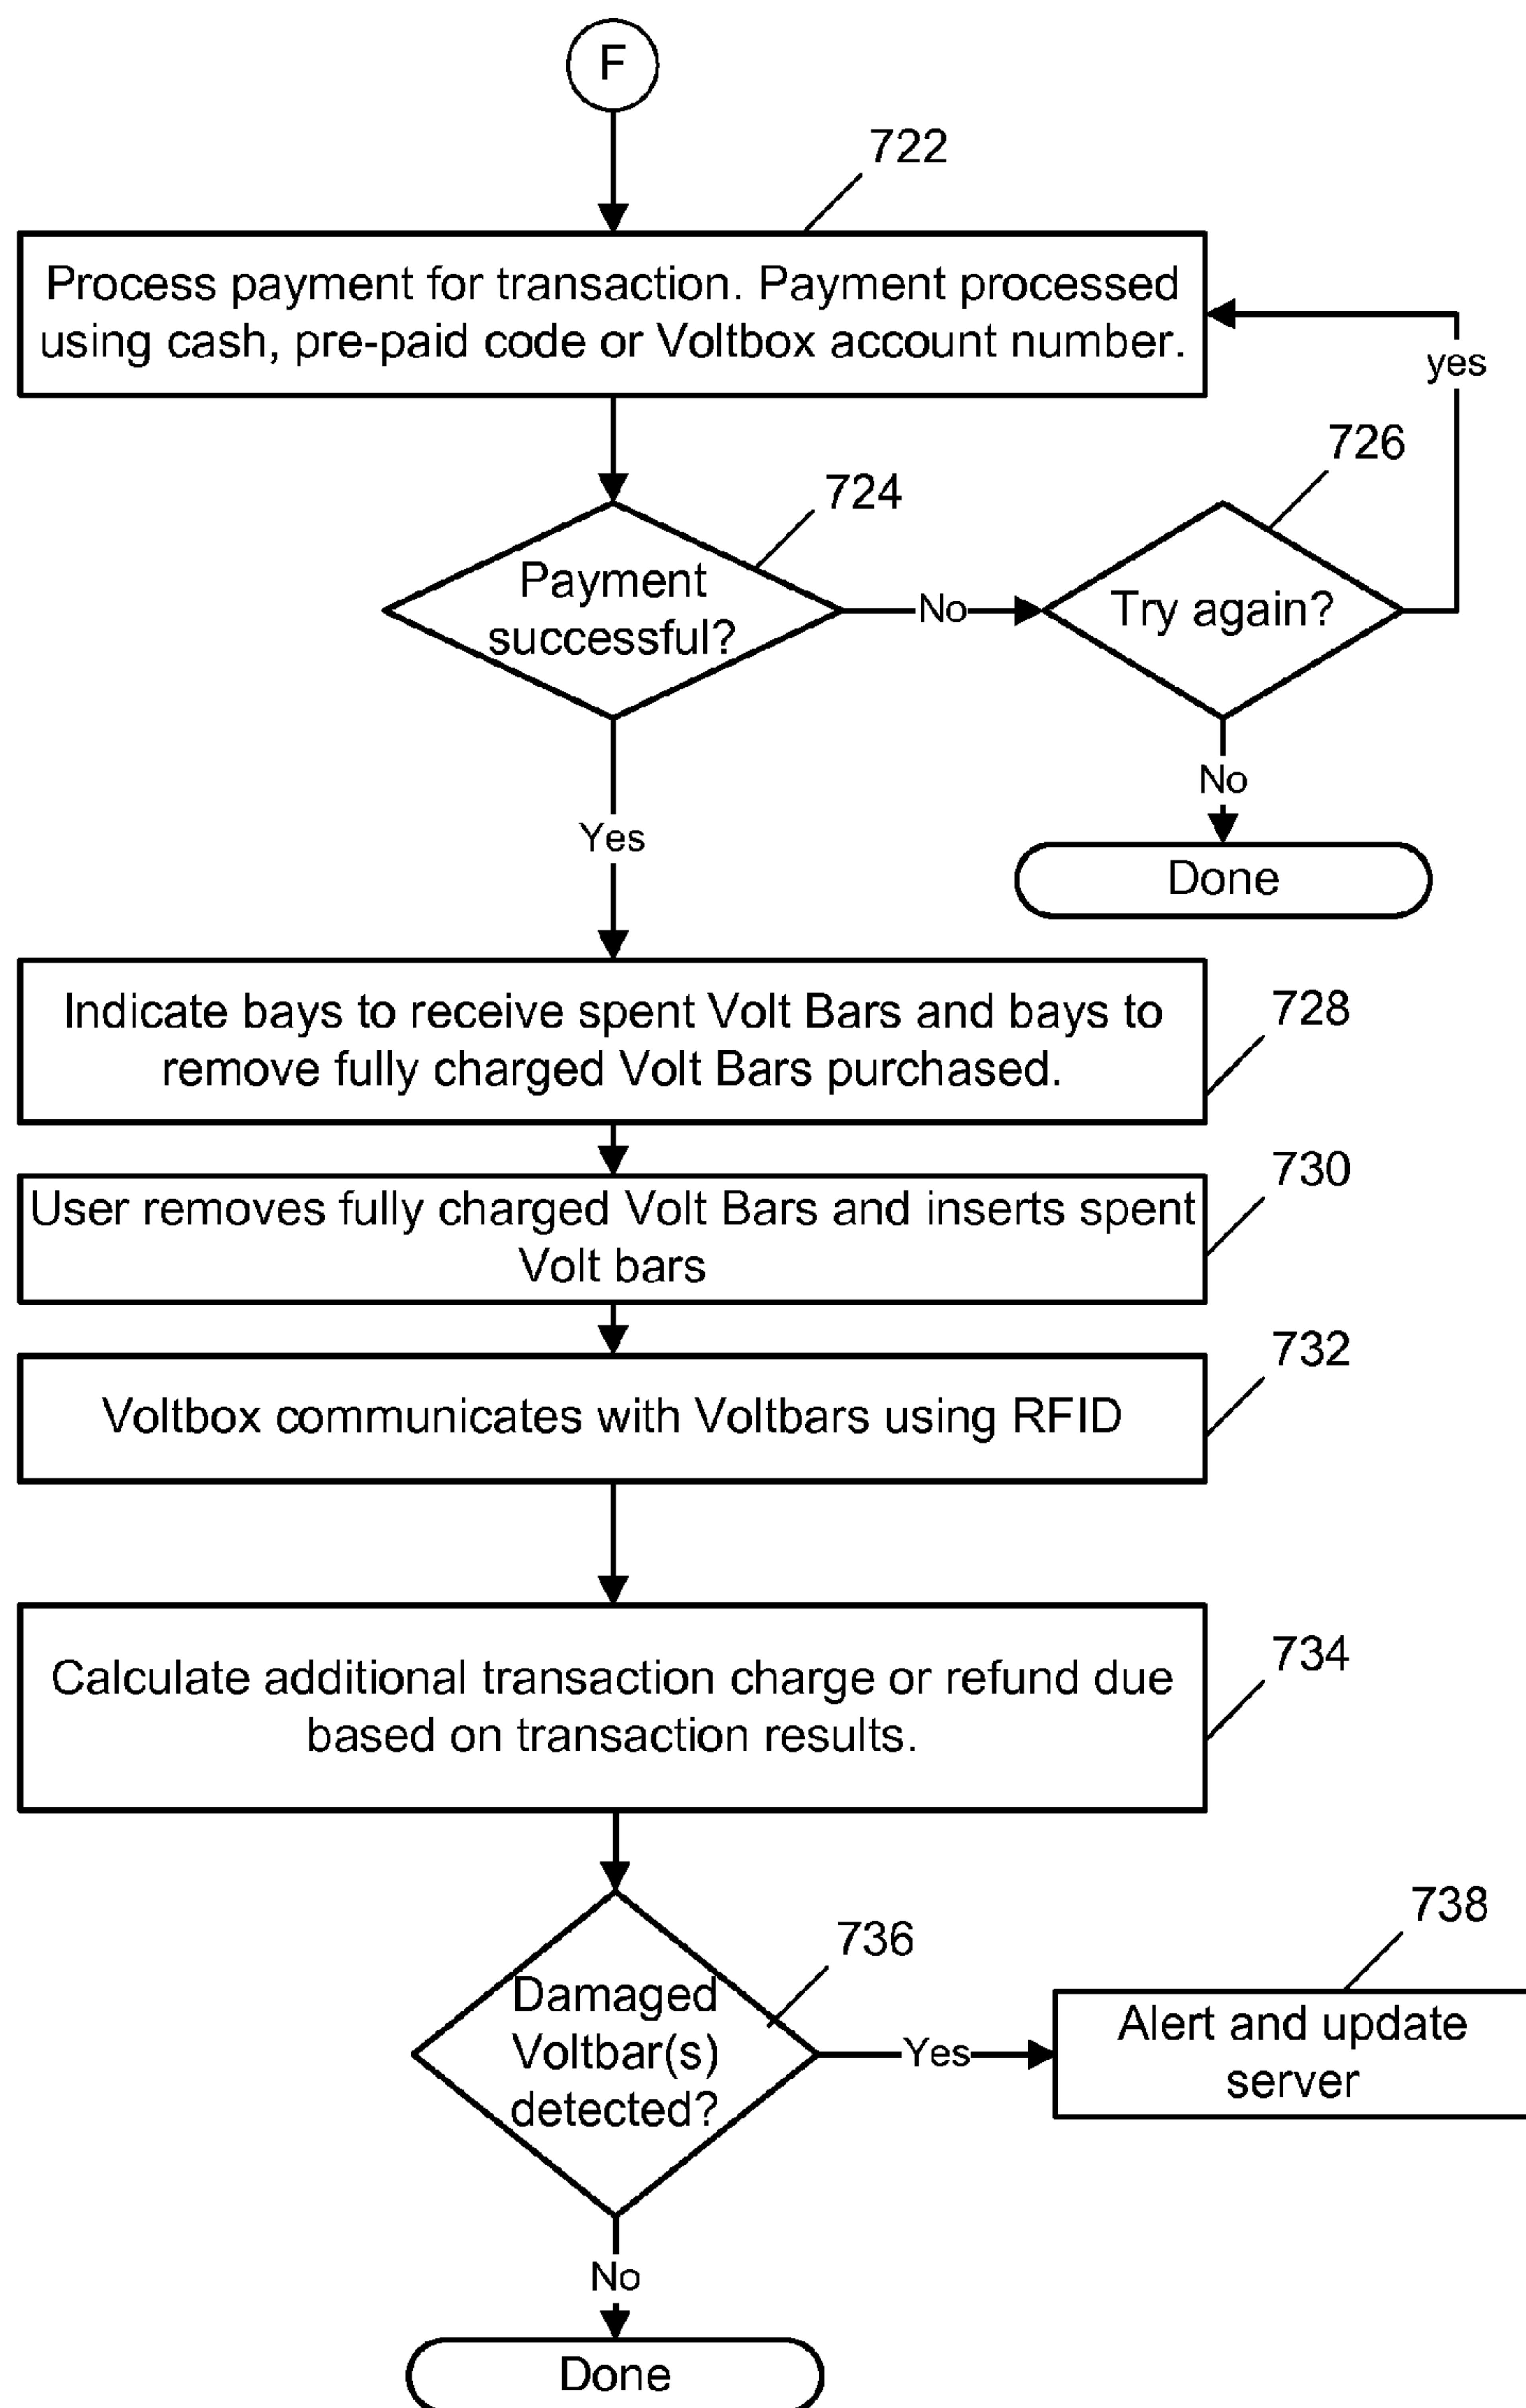 F
722
Process payment for transaction. Payment processed
using cash, pre-paid code or Voltbox account number.
yes
726
724
Payment
successful?
No
Try again?
No
Yes
Done
Indicate bays to receive spent Volt Bars and bays to
remove fully charged Volt Bars purchased.
728
User removes fully charged Volt Bars and inserts spent
Volt bars
730
Voltbox communicates with Voltbars using RFID
732
Calculate additional transaction charge or refund due
based on transaction results.
734
736
738
Damaged
Voltbar(s)
detected?
Yes
Alert and update
server
No
Done